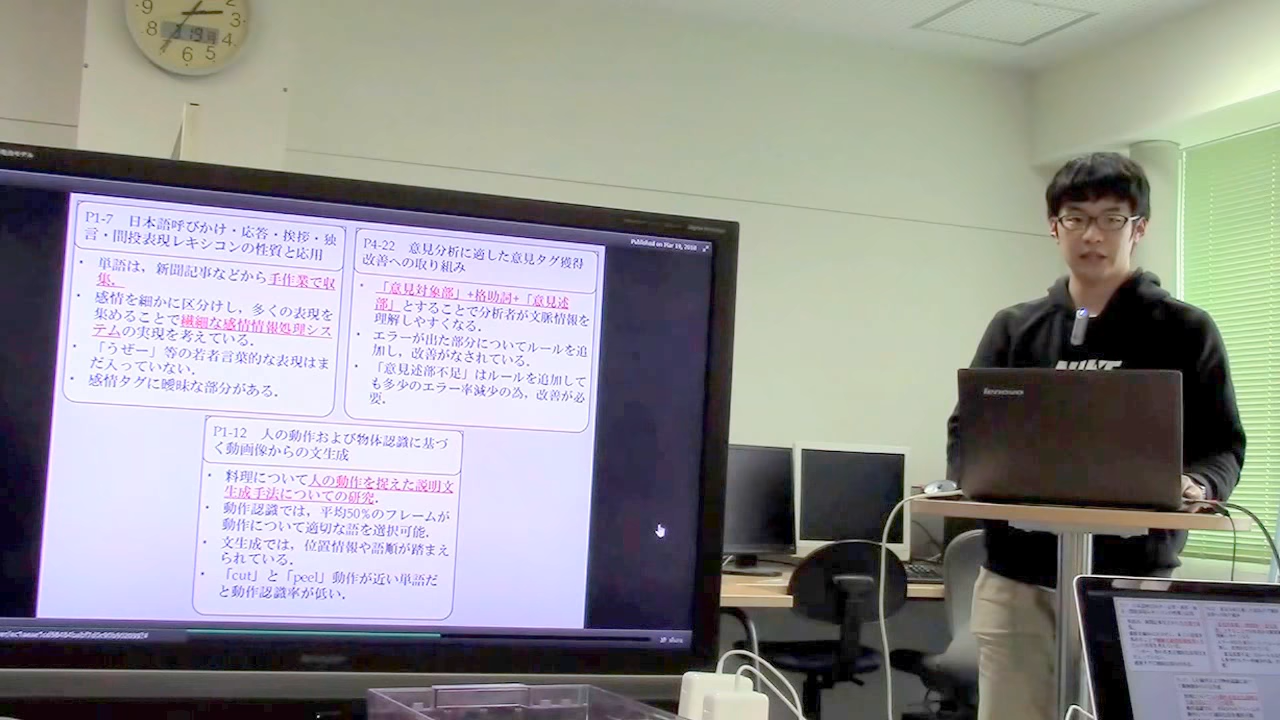 9
8
7
6
5
4
3
2
Published on Mar 19, 2016
P1-7 日本語呼びかけ・応答・挨拶・独
言・間投表現レキシコンの性質と応用
• 単語は，新聞記事などから手作業で収
集．
• 感情を細かに区分けし，多くの表現を
集めることで繊細な感情情報処理シス
テムの実現を考えている．
• 「うぜー」等の若者言葉的な表現はま
だ入っていない．
• 感情タグに曖昧な部分がある．
P4-22 意見分析に適した意見タグ獲得
改善への取り組み
• 「意見対象部」+格助詞+「意見述
部」とすることで分析者が文脈情報を
理解しやすくなる．
• エラーが出た部分についてルールを追
加し，改善がなされている．
• 「意見述部不足」はルールを追加して
も多少のエラー率減少の為，改善が必
要．
P1-12 人の動作および物体認識に基づ
く動画像からの文生成
• 料理について人の動作を捉えた説明文
生成手法についての研究．
• 動作認識では，平均50%のフレームが
動作について適切な語を選択可能．
• 文生成では，位置情報や語順が踏まえ
られている．
• 「cut」と「peel」動作が近い単語だ
と動作認識率が低い．
lenovo